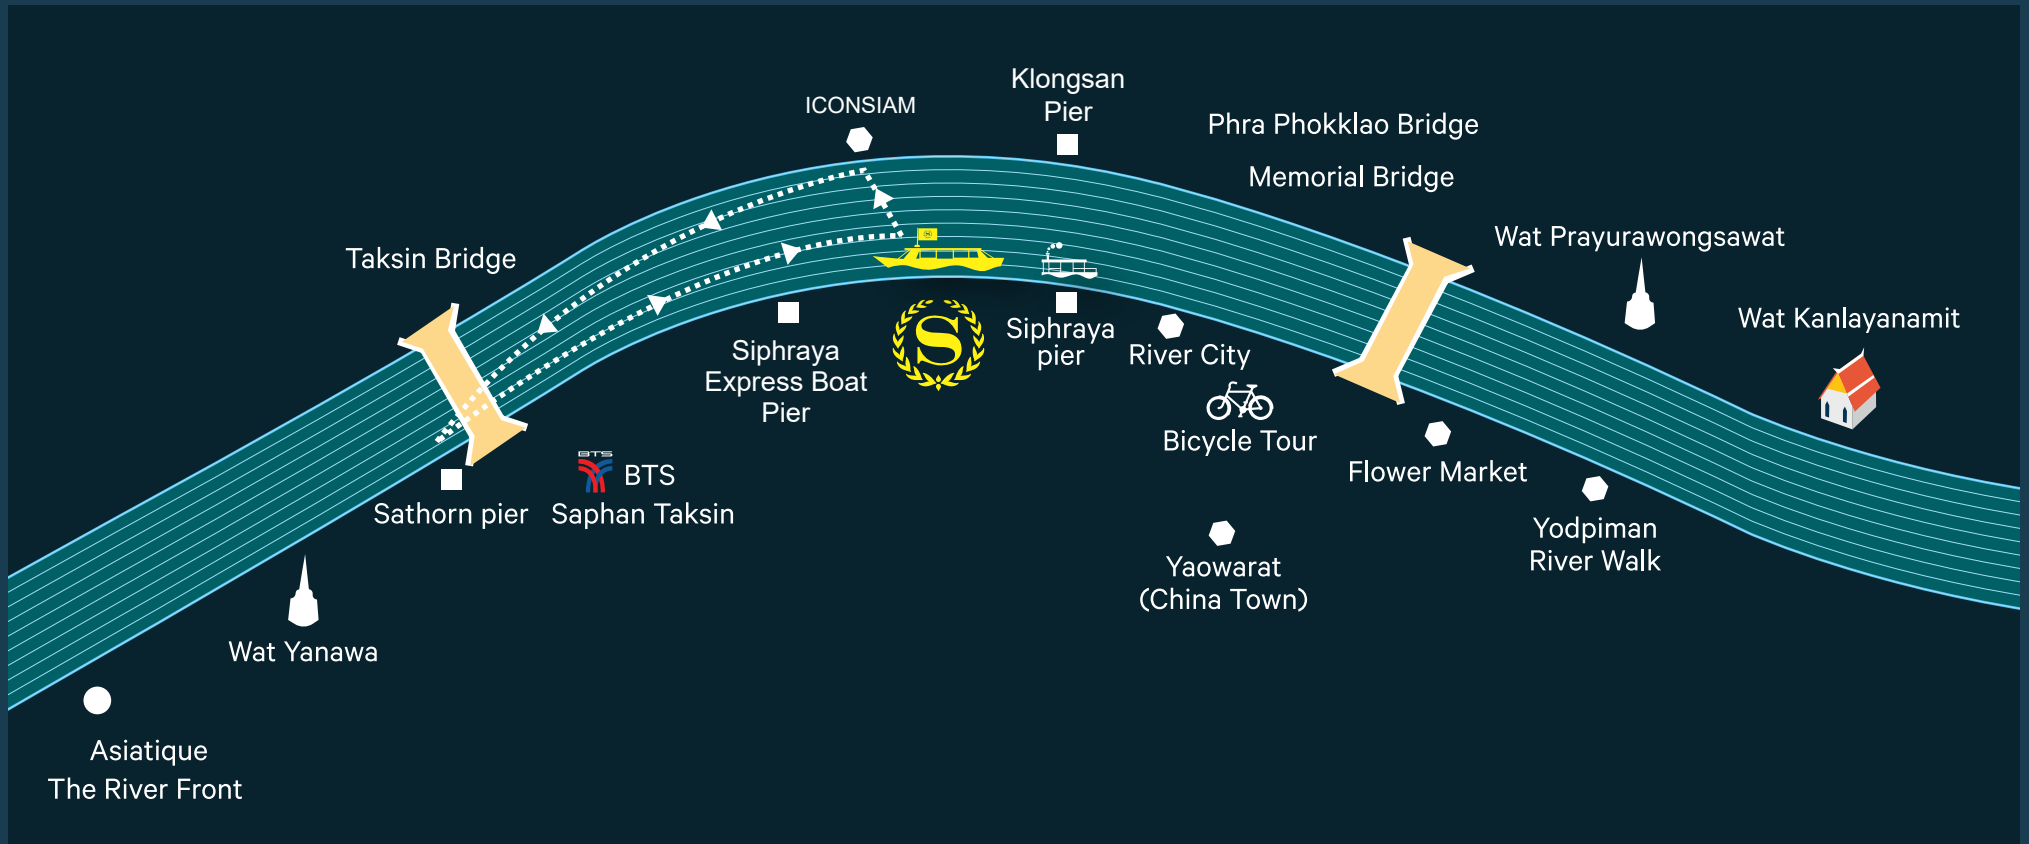 ICONSIAM
Klongsan
Pier
Phra Phokklao Bridge
Memorial Bridge
Taksin Bridge
Wat Prayurawongsawat
Wat Kanlayanamit
Siphraya
Express Boat
Pier
S
Siphraya
pier
River City
Bicycle Tour
Flower Market
Sathorn pier
BTS
BTS
Saphan Taksin
Yodpiman
River Walk
Yaowarat
(China Town)
Wat Yanawa
Asiatique
The River Front